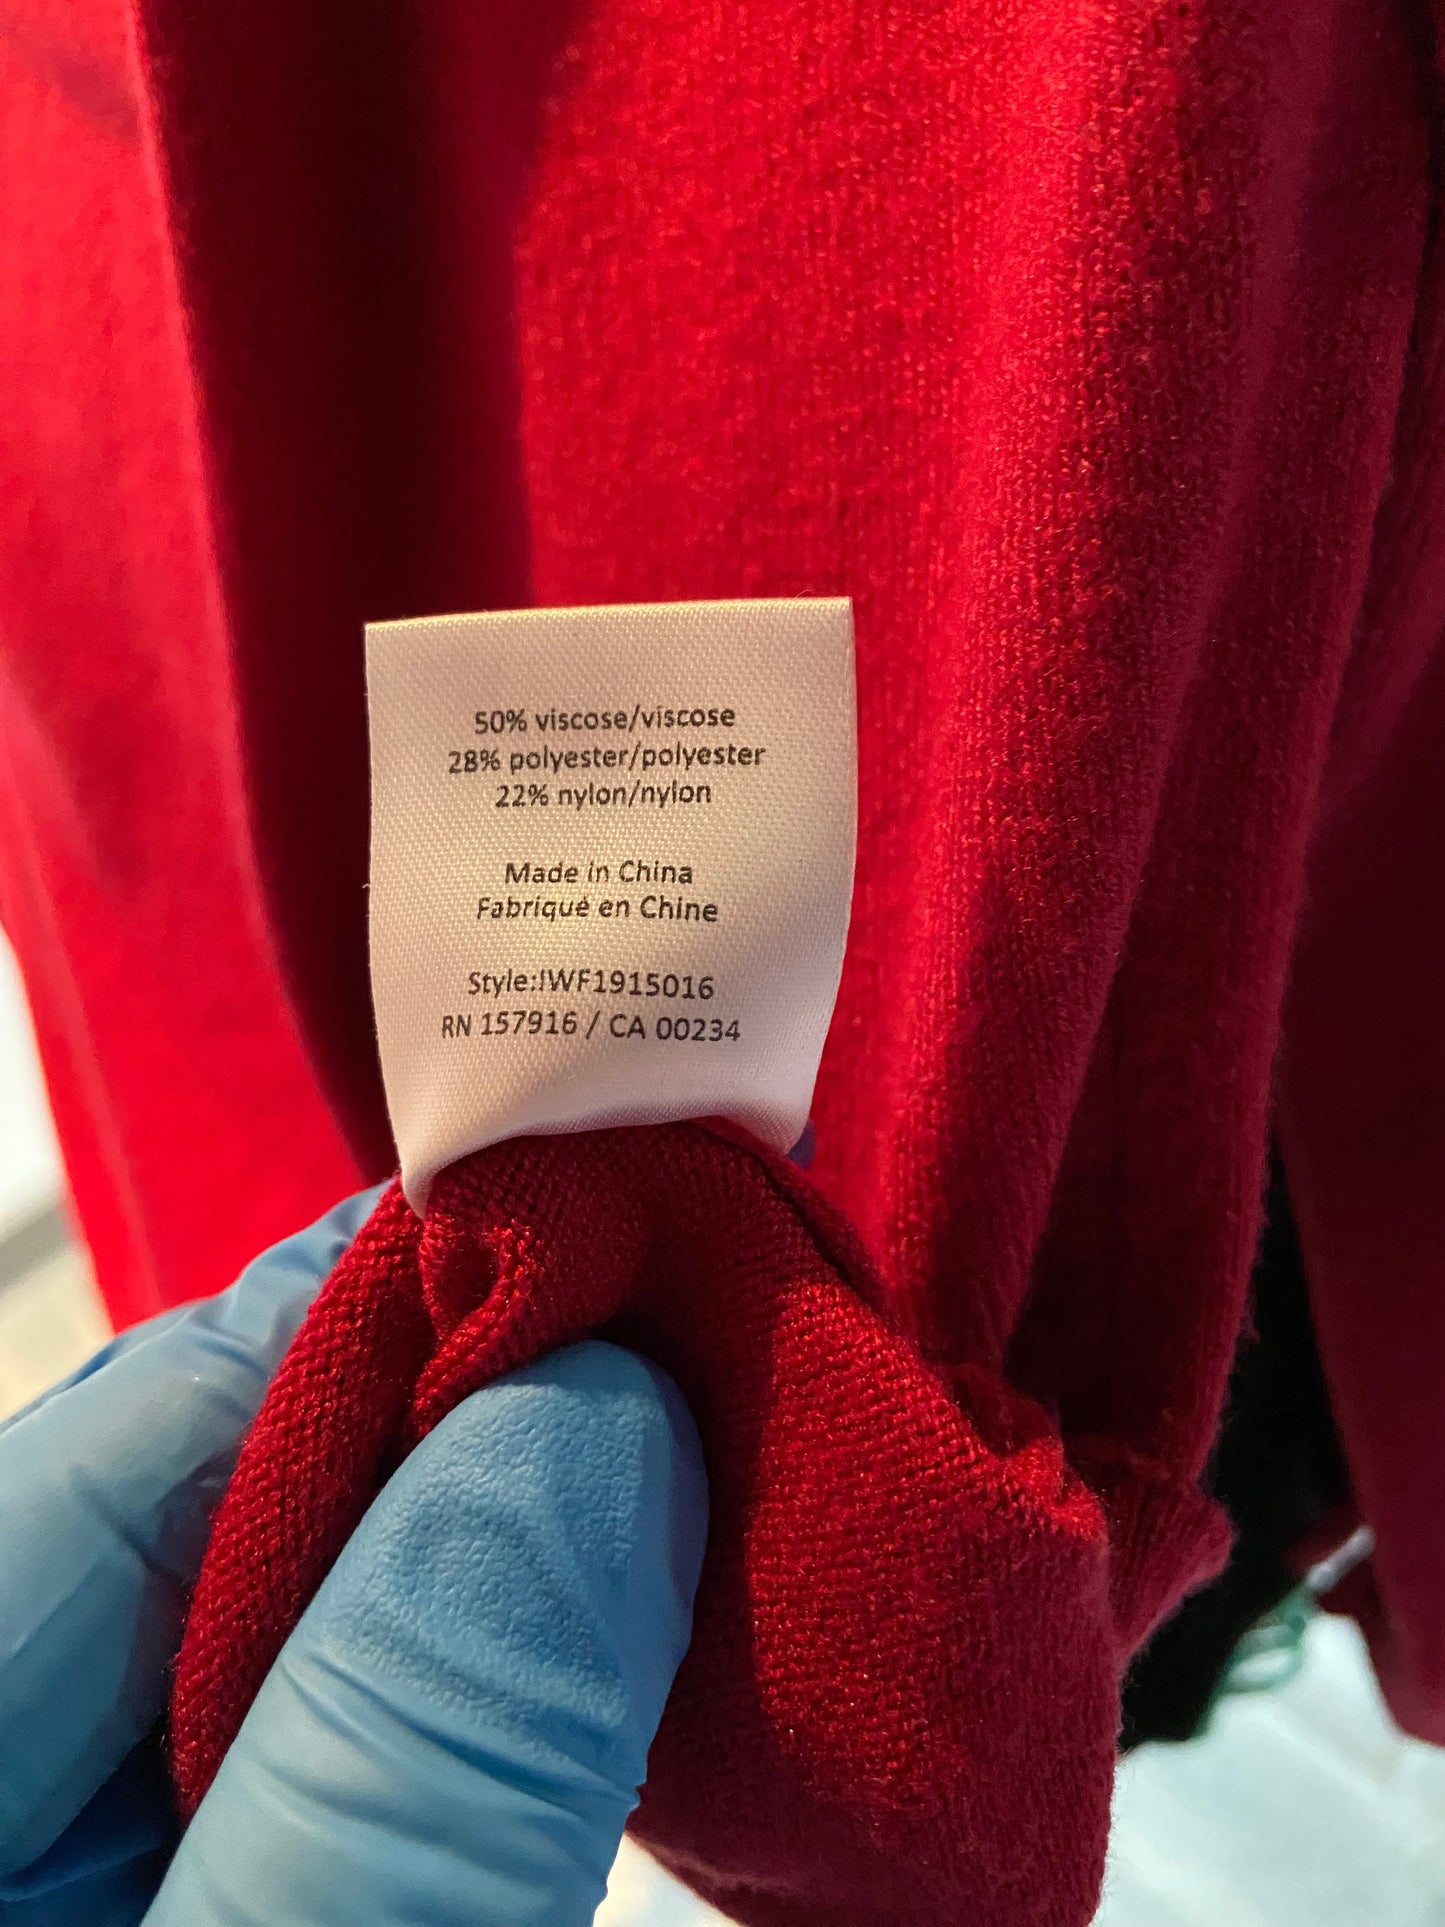 50% viscose/viscose
28% polyester/polyester
22% nylon/nylon
Made in China
Fabriqué en Chine
Style:IWF1915016
RN 157916 / CA 00234